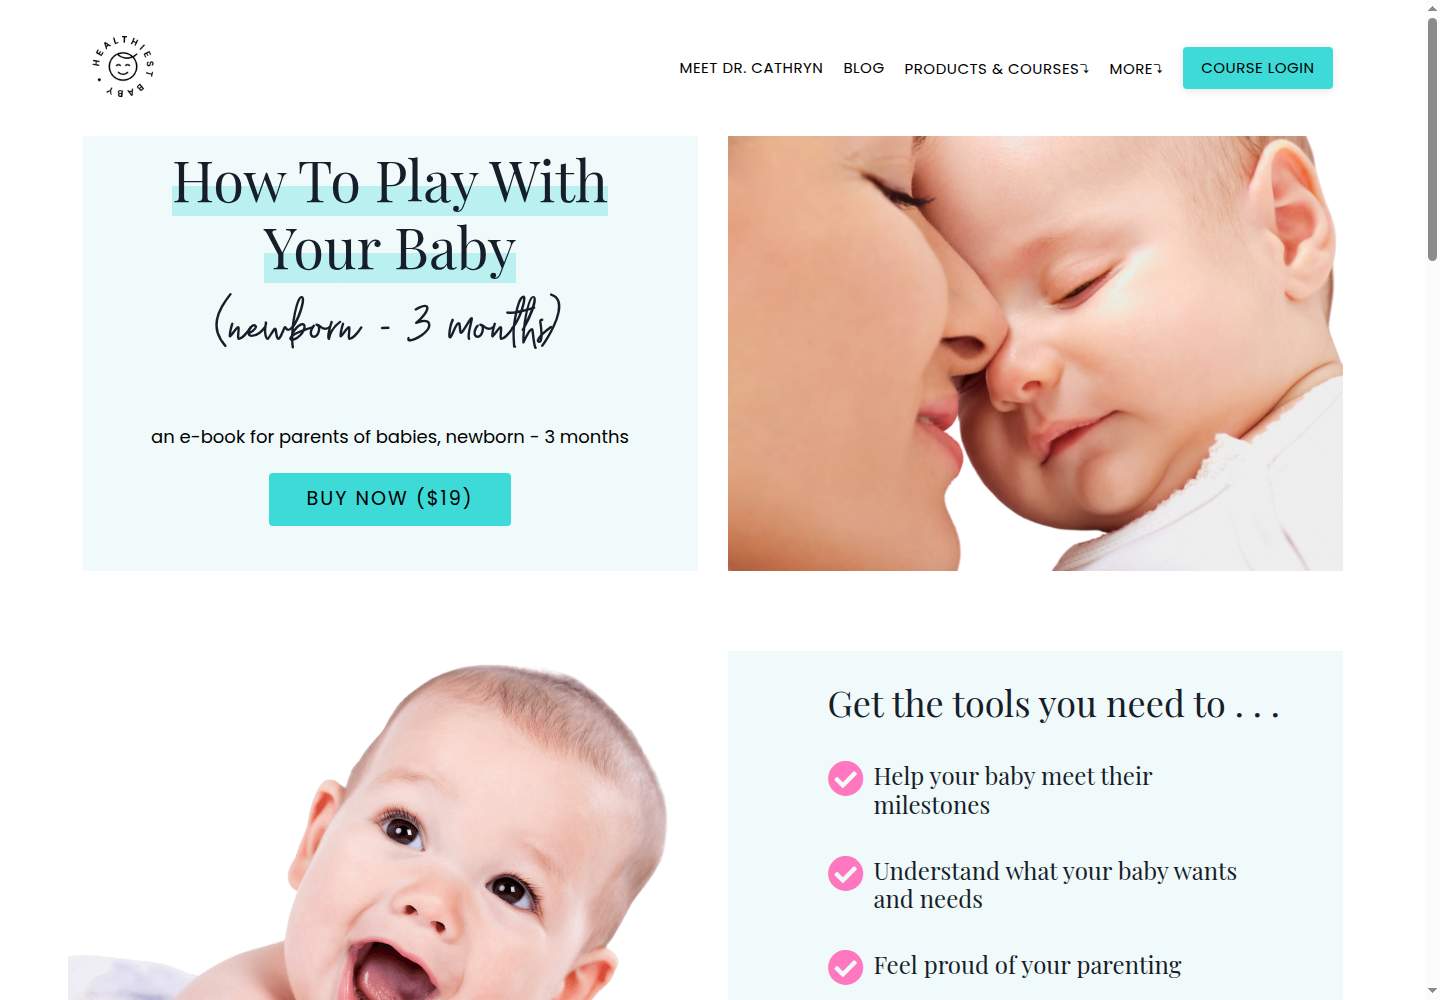 HEALTHIEST BABY
MEET DR. CATHRYN
BLOG
PRODUCTS & COURSES⤵
MORE⤵
COURSE LOGIN
How To Play With
Your Baby
(newborn - 3 months)
an e-book for parents of babies, newborn - 3 months
BUY NOW ($19)
Get the tools you need to . . .
Help your baby meet their
milestones
Understand what your baby wants
and needs
Feel proud of your parenting